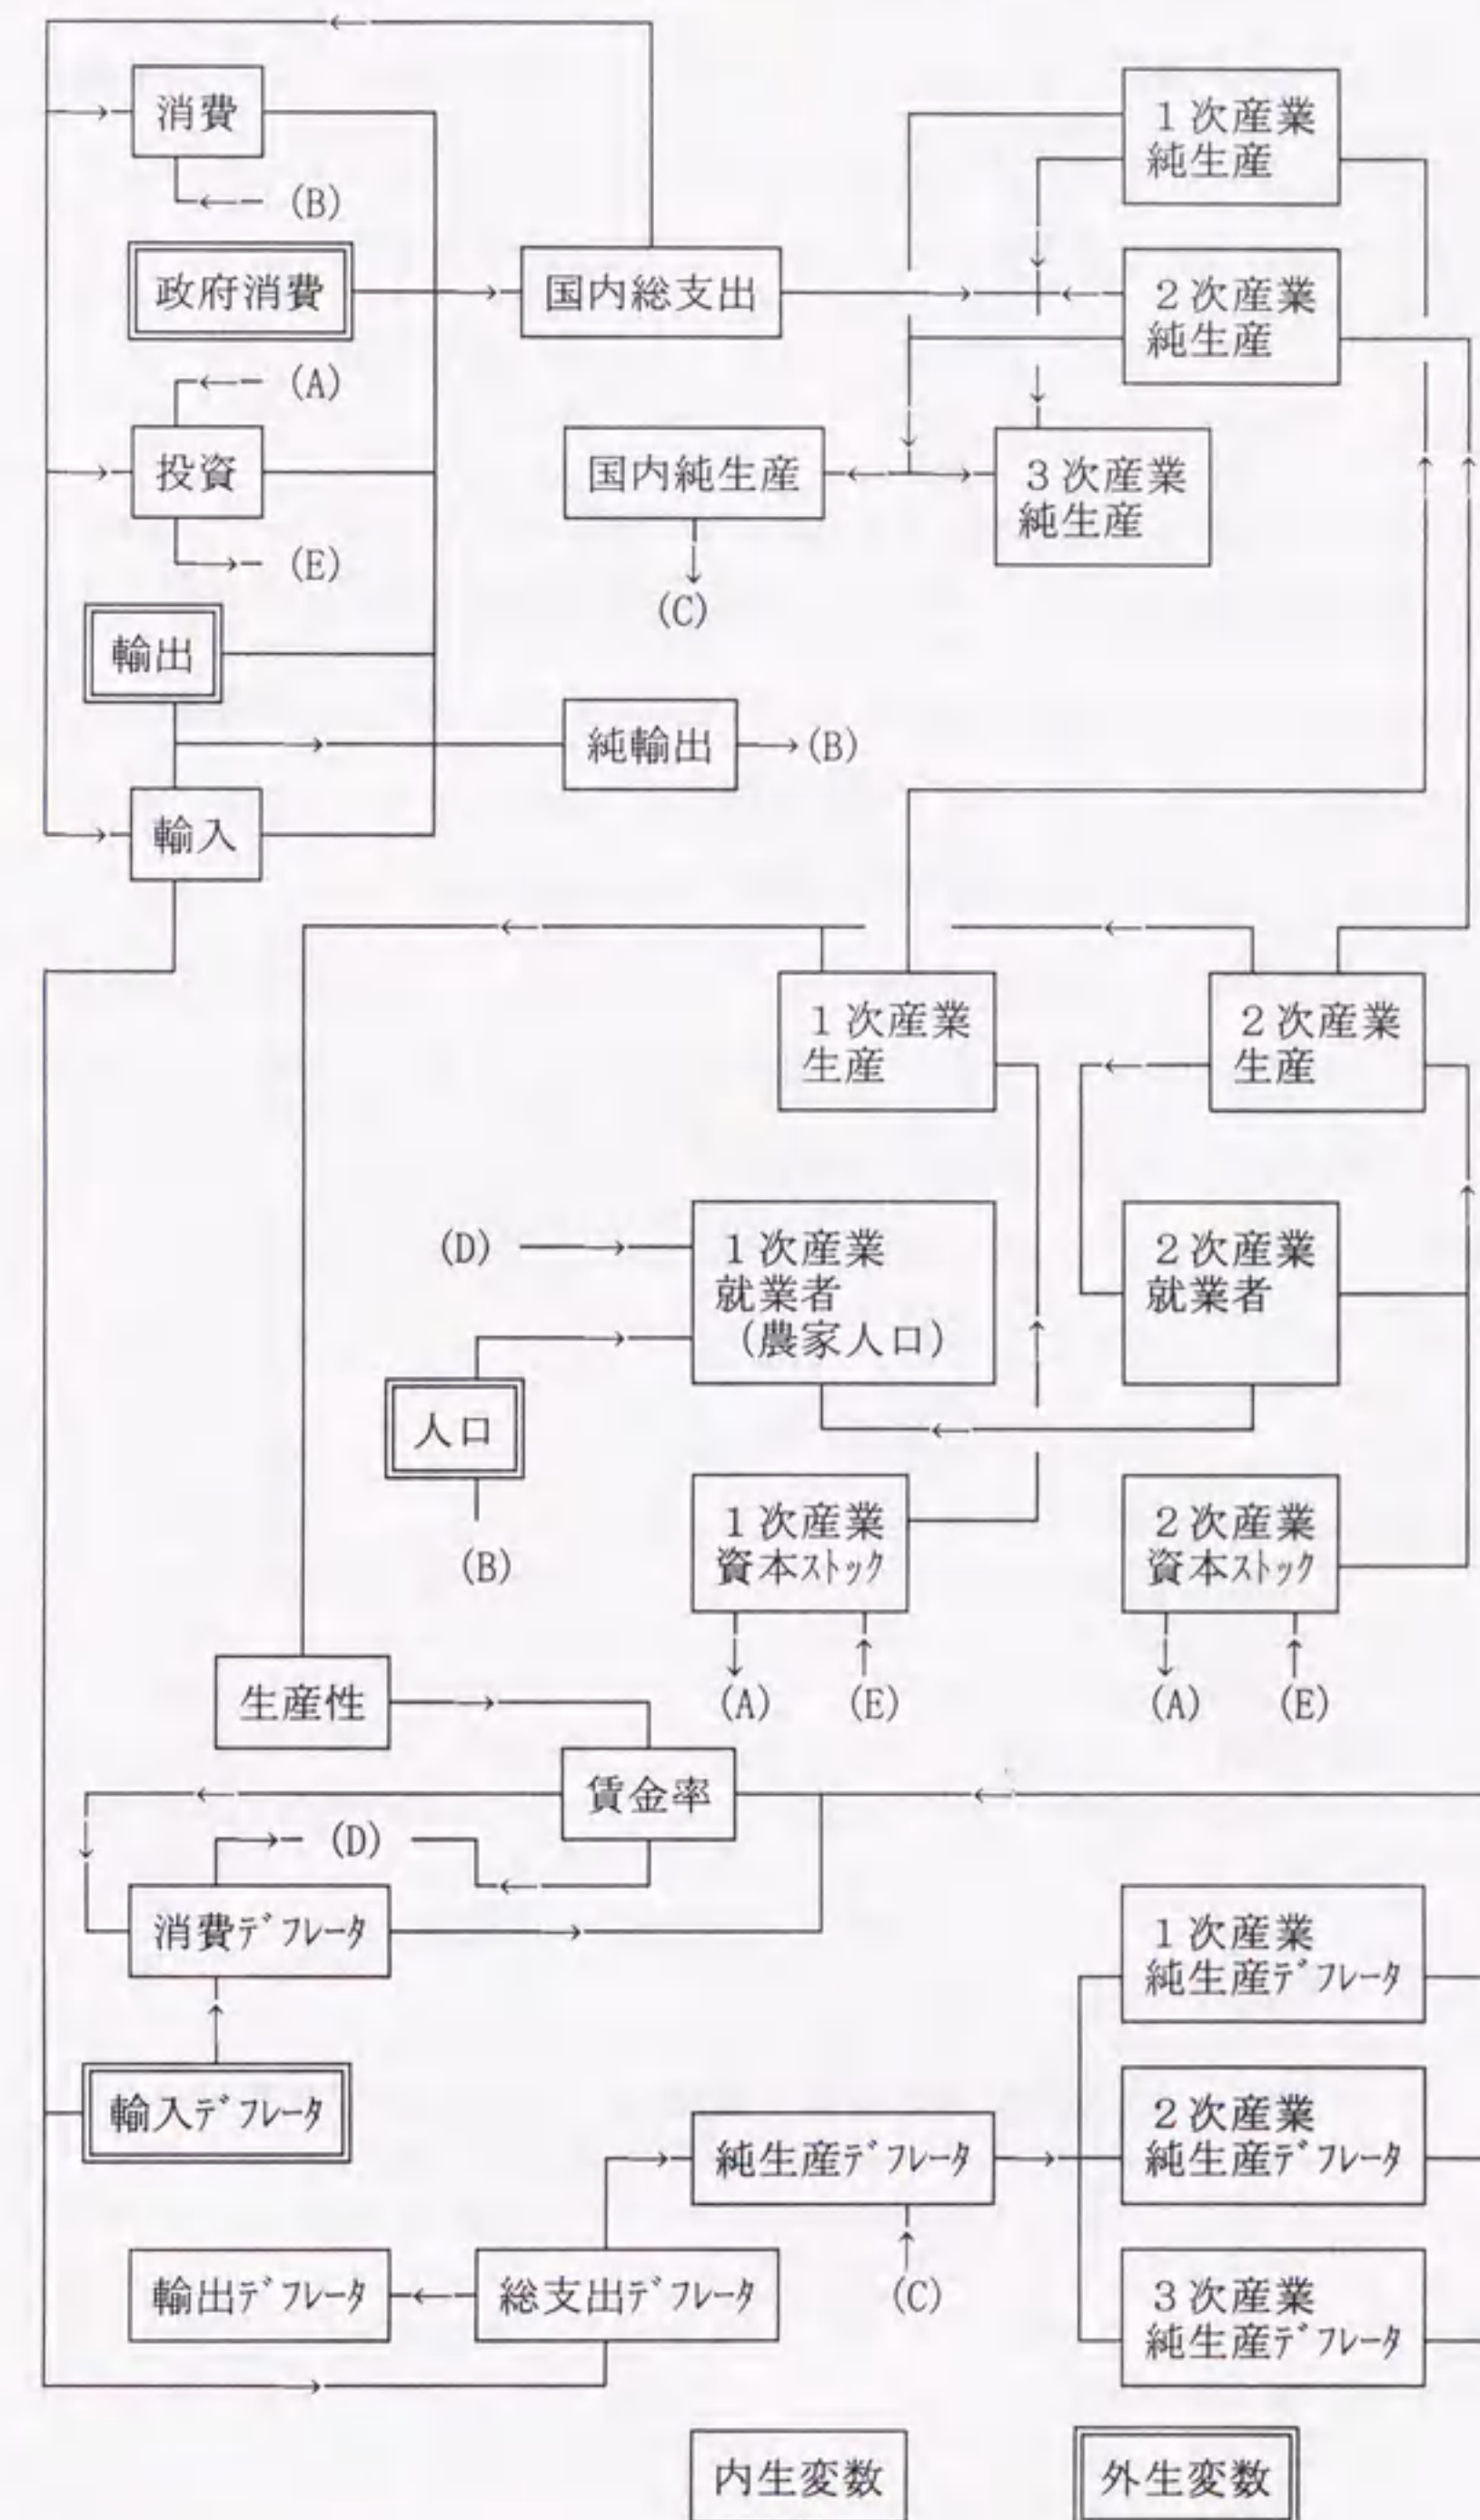 消費
(B)
政府消費
(A)
投資
(E)
輸出
輸入
国内総支出
国内純生産
(C)
純輸出
(B)
1次産業
純生産
2次産業
純生産
3次産業
純生産
1次産業
生産
2次産業
生産
(D)
1次産業
就業者
(農家人口)
2次産業
就業者
人口
(B)
1次産業
資本ストック
(A)
(E)
2次産業
資本ストック
(A)
(E)
生産性
賃金率
(D)
消費デフレータ
輸入デフレータ
1次産業
純生産デフレータ
純生産デフレータ
2次産業
純生産デフレータ
輸出デフレータ
総支出デフレータ
(C)
3次産業
純生産デフレータ
内生変数
外生変数